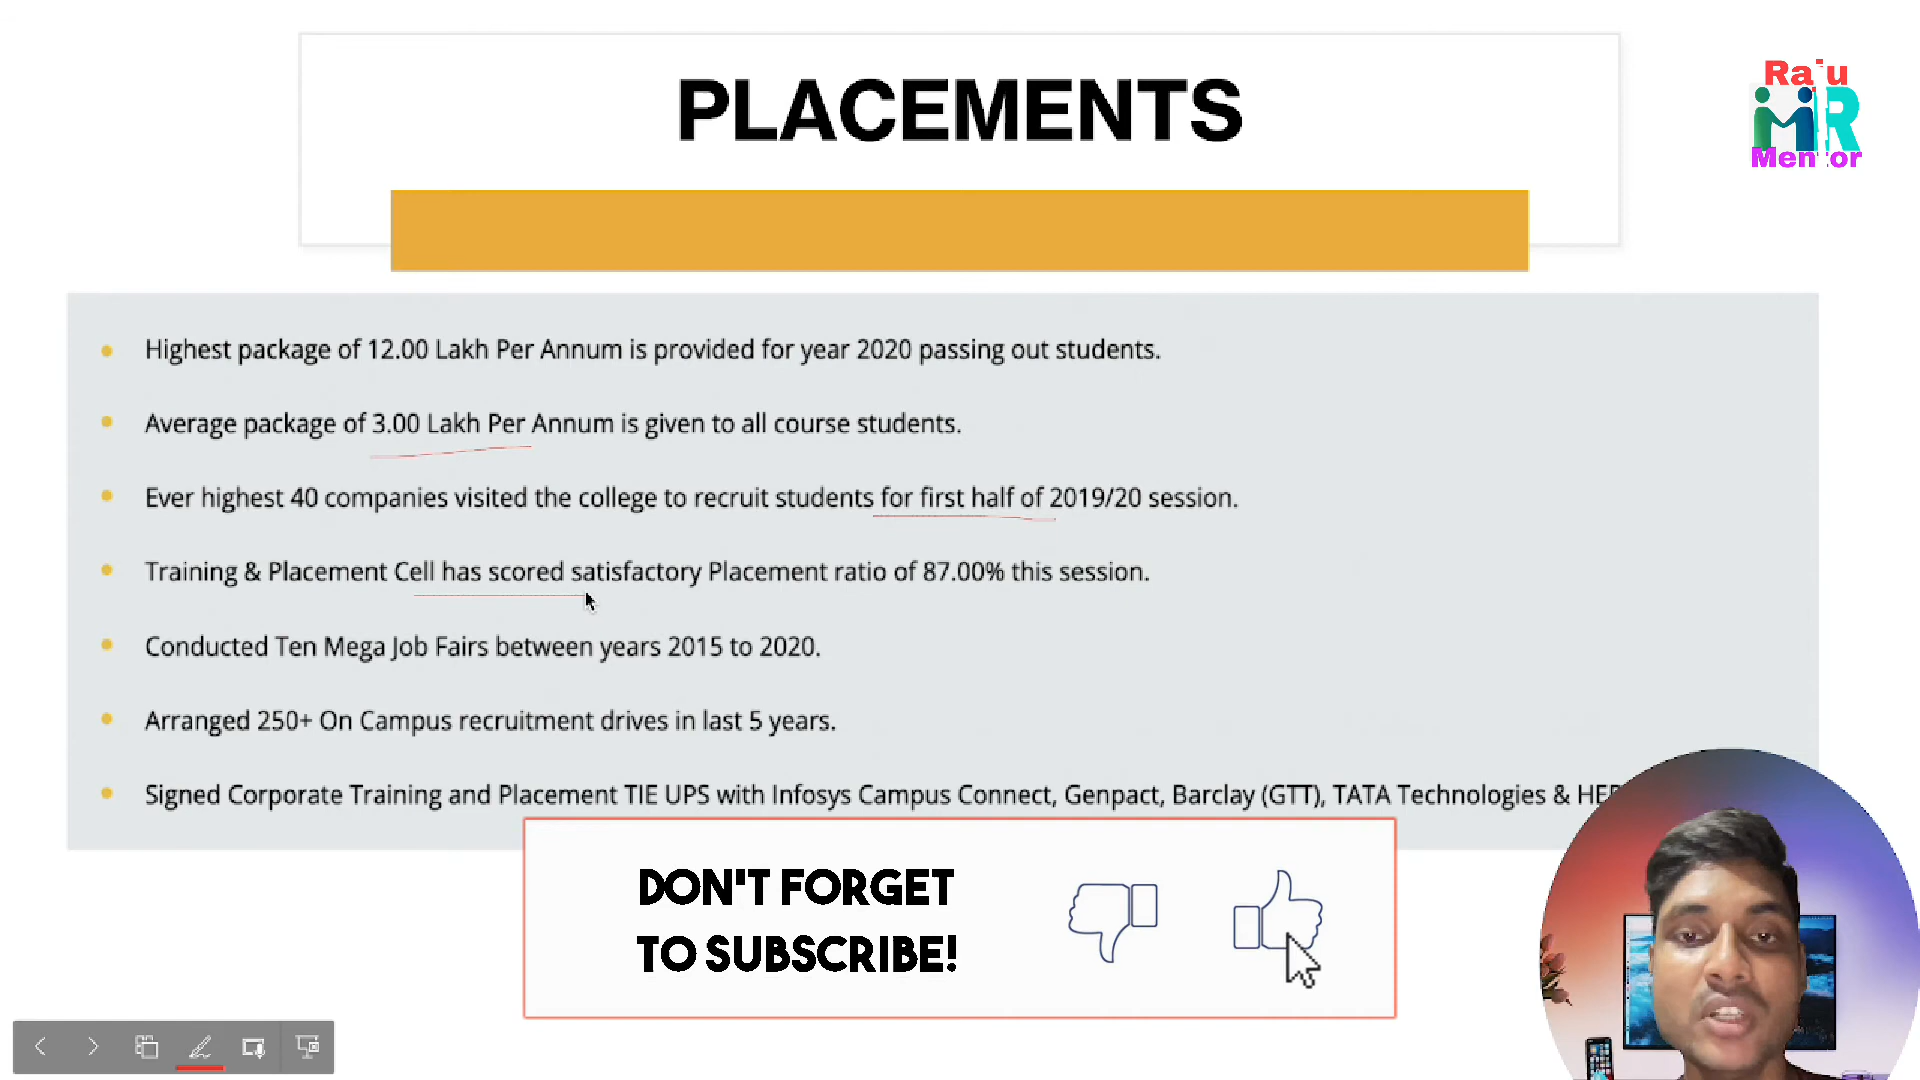 PLACEMENTS
Raju
MR
Mentor
Highest package of 12.00 Lakh Per Annum is provided for year 2020 passing out students.
Average package of 3.00 Lakh Per Annum is given to all course students.
Ever highest 40 companies visited the college to recruit students for first half of 2019/20 session.
Training & Placement Cell has scored satisfactory Placement ratio of 87.00% this session.
Conducted Ten Mega Job Fairs between years 2015 to 2020.
Arranged 250+ On Campus recruitment drives in last 5 years.
Signed Corporate Training and Placement TIE UPS with Infosys Campus Connect, Genpact, Barclay (GTT), TATA Technologies &
DON'T FORGET
TO SUBSCRIBE!